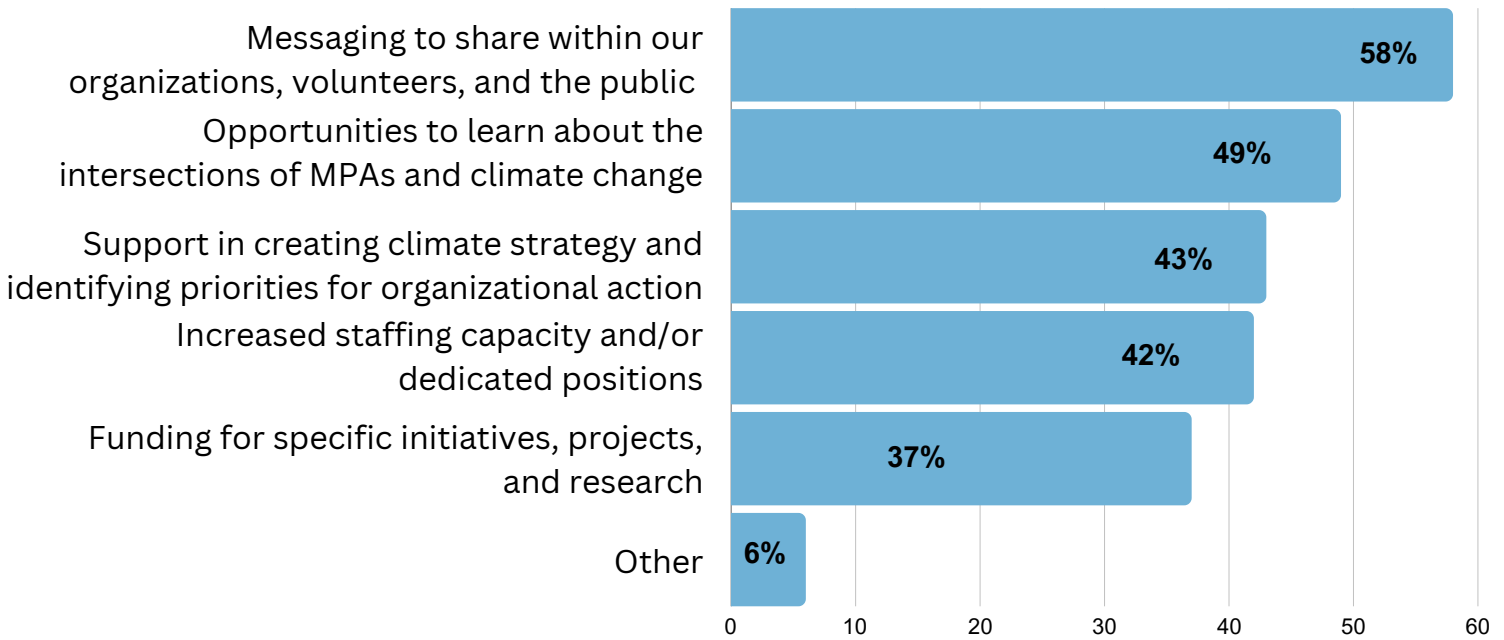 Messaging to share within our
organizations, volunteers, and the public
58%
Opportunities to learn about the
intersections of MPAs and climate change
49%
Support in creating climate strategy and
identifying priorities for organizational action
43%
Increased staffing capacity and/or
dedicated positions
42%
Funding for specific initiatives, projects,
and research
37%
Other
6%
0 10 20 30 40 50 60